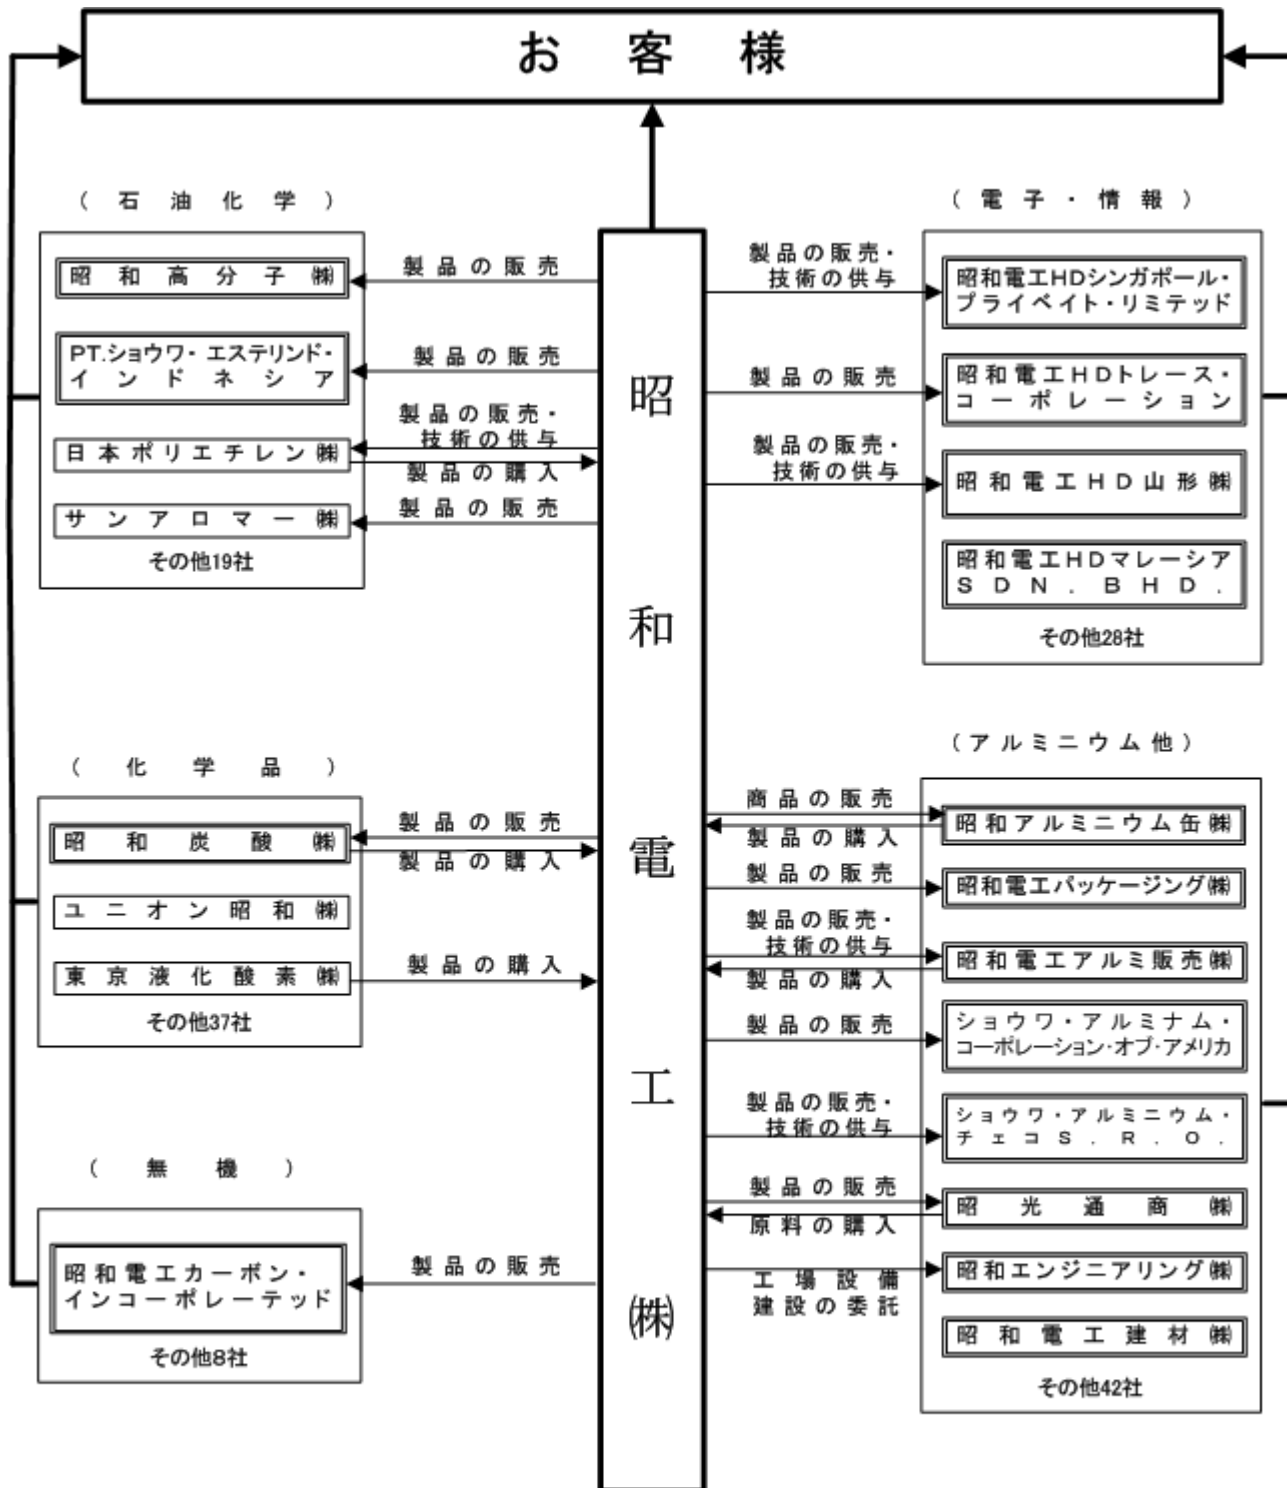 お客様
(石油化学)
昭和高分子㈱
PT.ショウワ・エステリンド・
インドネシア
日本ポリエチレン㈱
サンアロマー㈱
その他19社
製品の販売
製品の販売
製品の販売・
技術の供与
製品の購入
製品の販売
(化学品)
昭和炭酸㈱
ユニオン昭和㈱
東京液化酸素㈱
その他37社
製品の販売
製品の購入
製品の購入
(無機)
昭和電工カーボン・
インコーポレーテッド
その他8社
製品の販売
昭和電工㈱
(電子・情報)
製品の販売・
技術の供与
製品の販売
製品の販売・
技術の供与
昭和電工HDシンガポール・
プライベイト・リミテッド
昭和電工HDトレース・
コーポレーション
昭和電工HD山形㈱
昭和電工HDマレーシア
SDN.BHD.
その他28社
(アルミニウム他)
商品の販売
製品の購入
製品の販売
製品の販売・
技術の供与
製品の購入
製品の販売
製品の販売・
技術の供与
製品の販売
原料の購入
工場設備
建設の委託
昭和アルミニウム缶㈱
昭和電工パッケージング㈱
昭和電工アルミ販売㈱
ショウワ・アルミナム・
コーポレーション・オブ・アメリカ
ショウワ・アルミニウム・
チェコS.R.O.
昭光通商㈱
昭和エンジニアリング㈱
昭和電工建材㈱
その他42社